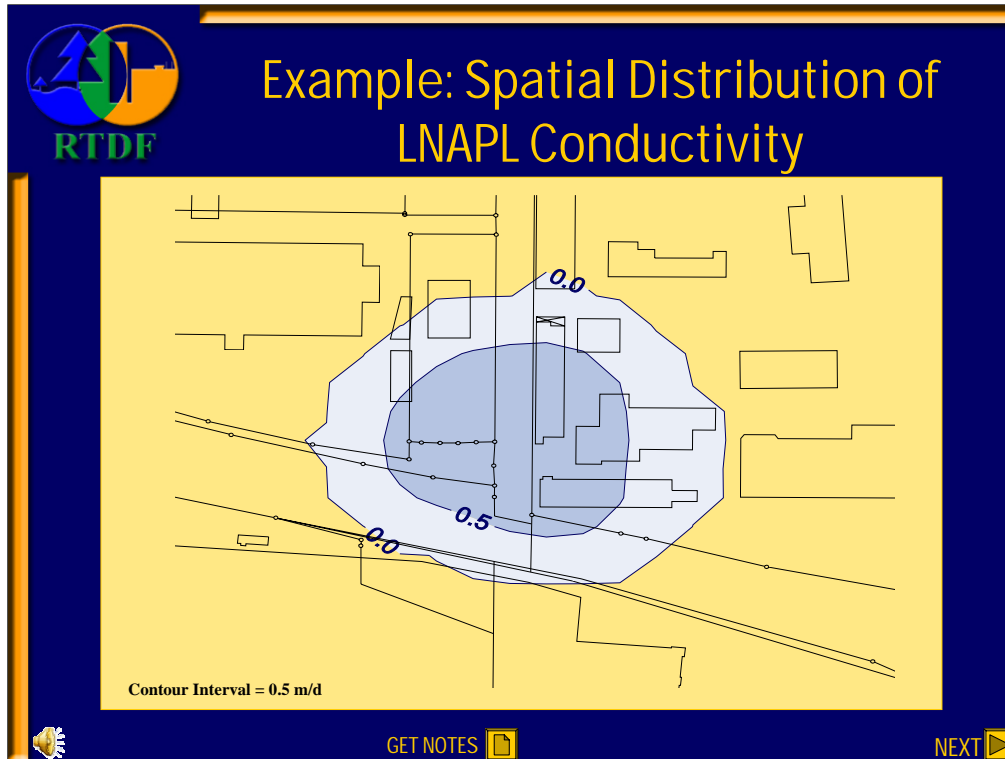 RTDF
Example: Spatial Distribution of
LNAPL Conductivity
0.0
0.5
0.0
Contour Interval = 0.5 m/d
GET NOTES
NEXT